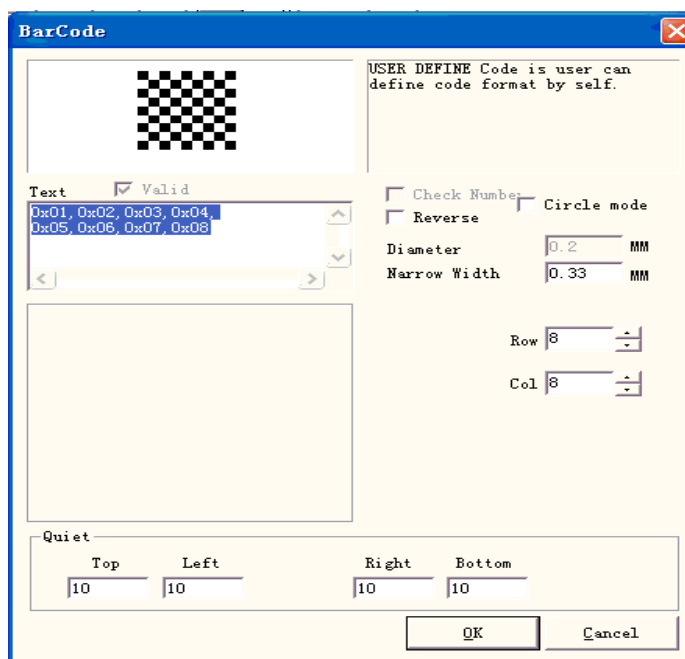 BarCode
USER DEFINE Code is user can
define code format by self.
Text
Valid
0x01, 0x02, 0x03, 0x04,
0x05, 0x06, 0x07, 0x08
Check Number
Circle mode
Reverse
Diameter 0.2 MM
Narrow Width 0.33 MM
Row 8
Col 8
Quiet
Top Left Right Bottom
10 10 10 10
OK Cancel